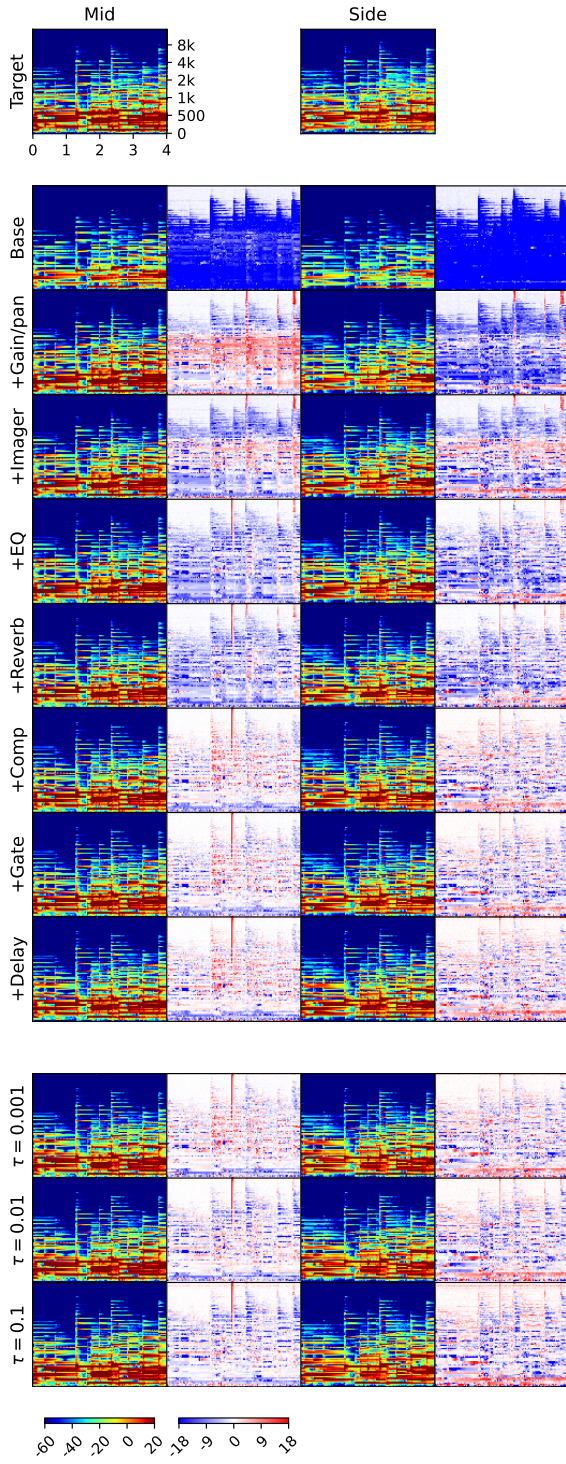 Mid
Side
Target
8k
4k
2k
1k
500
0
0 1 2 3 4
Base
+Gain/pan
+Imager
+EQ
+Reverb
+Comp
+Gate
+Delay
τ = 0.001
τ = 0.01
τ = 0.1
-60 -40 -20 0 20
-18 -9 0 9 18